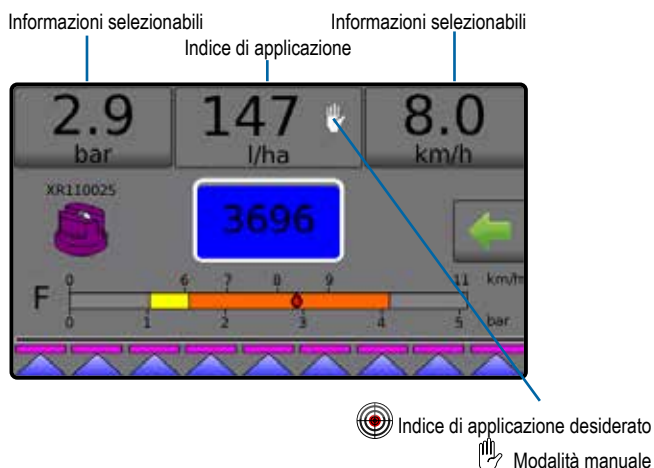 Informazioni selezionabili
Informazioni selezionabili
Indice di applicazione
2.9
147
8.0
bar
l/ha
km/h
XR110025
3696
0 6 7 8 9 11 km/h
F
0 1 2 3 4 5 bar
Indice di applicazione desiderato
Modalità manuale